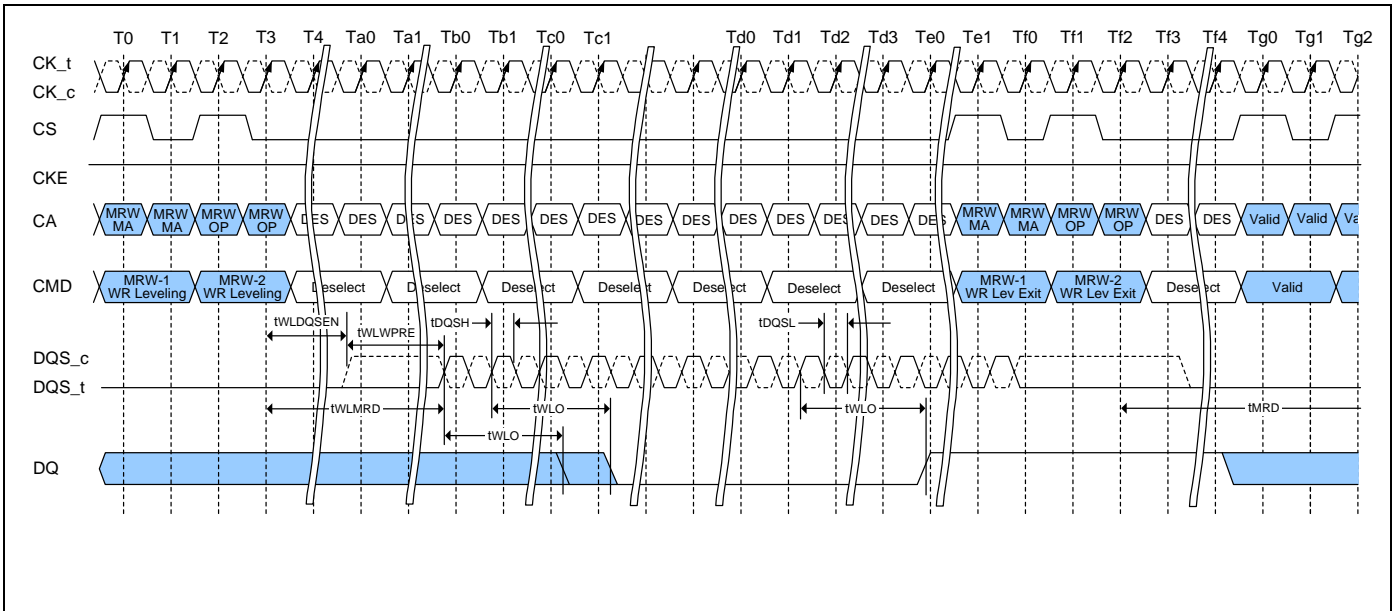 T0 T1 T2 T3 T4 Ta0 Ta1 Tb0 Tb1 Tc0 Tc1 Td0 Td1 Td2 Td3 Te0 Te1 Tf0 Tf1 Tf2 Tf3 Tf4 Tg0 Tg1 Tg2
CK_t
CK_c
CS
CKE
CA
MRW MRW MRW MRW DES DES DES DES DES DES DES DES DES DES DES DES DES DES MRW MRW MRW MRW DES DES Valid Valid Va
MA MA OP OP MA MA OP OP
CMD
MRW-1 MRW-2 Deselect Deselect Deselect Deselect Deselect Deselect Deselect MRW-1 MRW-2 Deselect Valid
WR Leveling WR Leveling WR Lev Exit WR Lev Exit
tWLDQSEN tDQSH tDQSL
tWLWPRE
DQS_c
DQS_t
tWLMRD tWLO tWLO tMRD
tWLO
DQ